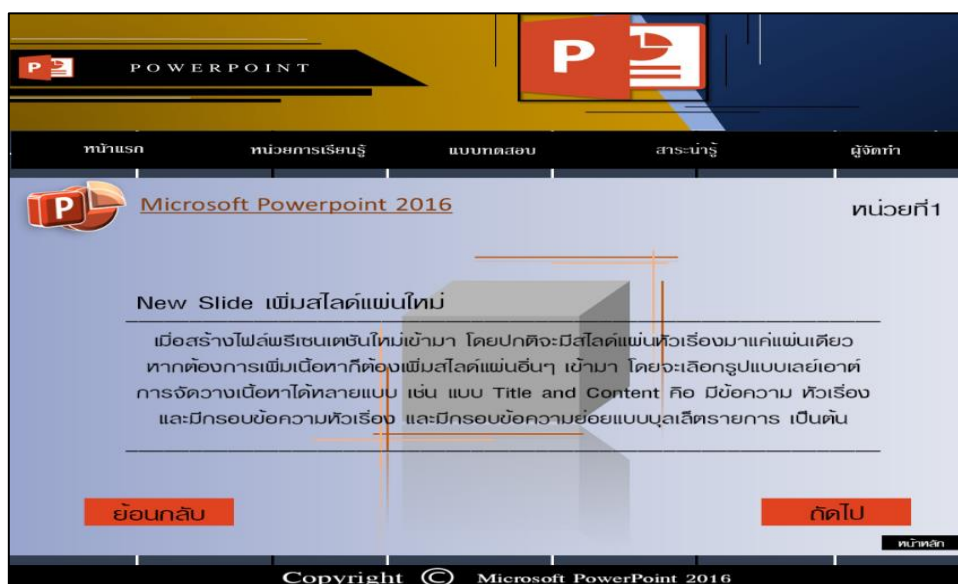 P
P POWERPOINT
หน้าแรก หน่วยการเรียนรู้ แบบทดสอบ สาระน่ารู้ ผู้จัดทำ
P Microsoft Powerpoint 2016 หน่วยที่1
New Slide เพิ่มสไลด์แผ่นใหม่
เมื่อสร้างไฟล์พรีเซนเตชันใหม่เข้ามา โดยปกติจะมีสไลด์แผ่นหัวเรื่องมาแค่แผ่นเดียว
หากต้องการเพิ่มเนื้อหาก็ต้องเพิ่มสไลด์แผ่นอื่นๆ เข้ามา โดยจะเลือกรูปแบบเลย์เอาต์
การจัดวางเนื้อหาได้หลายแบบ เช่น แบบ Title and Content คือ มีข้อความ หัวเรื่อง
และมีกรอบข้อความหัวเรื่อง และมีกรอบข้อความย่อยแบบบุลเล็ตรายการ เป็นต้น
ย้อนกลับ ถัดไป
หน้าหลัก
Copyright © Microsoft PowerPoint 2016